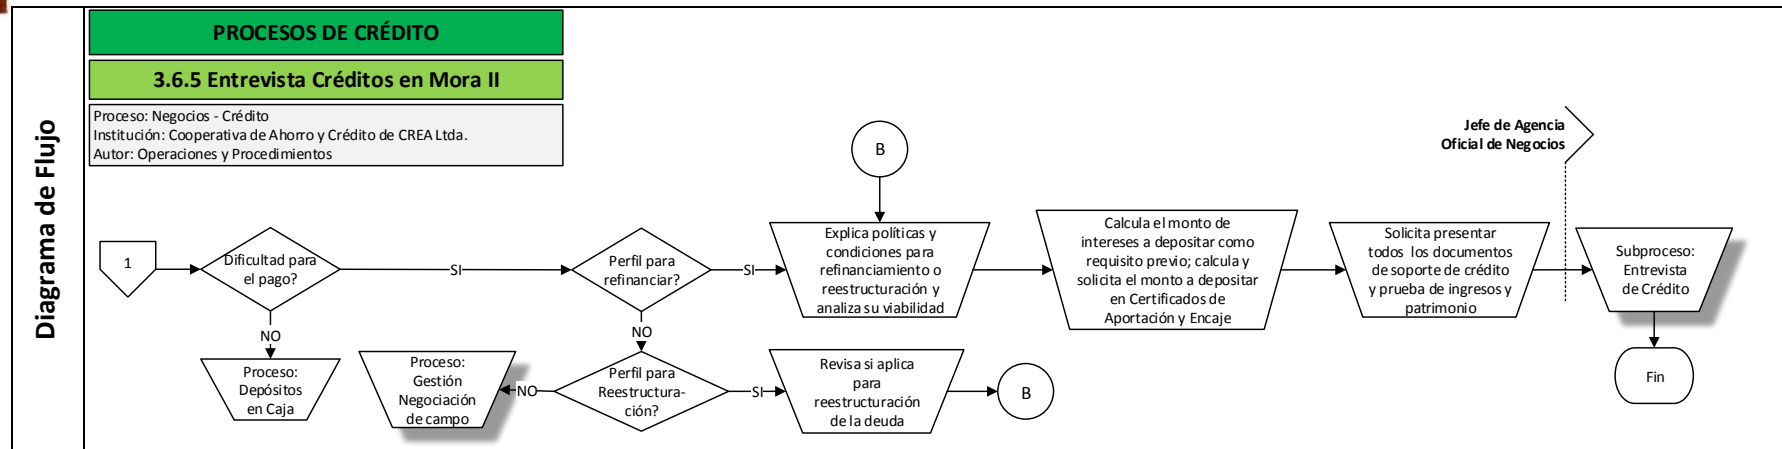 Diagrama de Flujo
PROCESOS DE CRÉDITO
3.6.5 Entrevista Créditos en Mora II
Proceso: Negocios - Crédito
Institución: Cooperativa de Ahorro y Crédito de CREA Ltda.
Autor: Operaciones y Procedimientos
Jefe de Agencia
Oficial de Negocios
B
1
Dificultad para
el pago?
SI
Perfil para
refinanciar?
SI
Explica políticas y
condiciones para
refinanciamiento o
reestructuración y
analiza su viabilidad
Calcula el monto de
intereses a depositar como
requisito previo; calcula y
solicita el monto a depositar
en Certificados de
Aportación y Encaje
Solicita presentar
todos los documentos
de soporte de crédito
y prueba de ingresos y
patrimonio
Subproceso:
Entrevista
de Crédito
NO
NO
Proceso:
Depósitos
en Caja
Proceso:
Gestión
Negociación
de campo
NO
Perfil para
Reestructura-
ción?
SI
Revisa si aplica
para
reestructuración
de la deuda
B
Fin